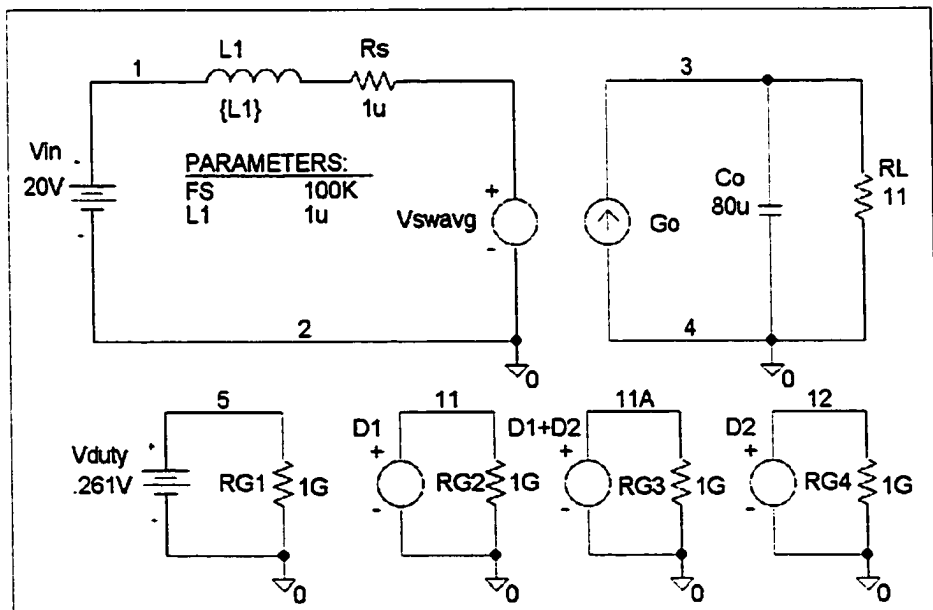 L1
Rs
1
3
{L1}
1u
Vin
20V
PARAMETERS:
FS 100K
L1 1u
+
Vswavg
-
Go
Co
80u
RL
11
2
4
0
0
5
11
11A
12
Vduty
.261V
RG1
1G
D1
+
-
RG2
1G
D1+D2
+
-
RG3
1G
D2
+
-
RG4
1G
0
0
0
0